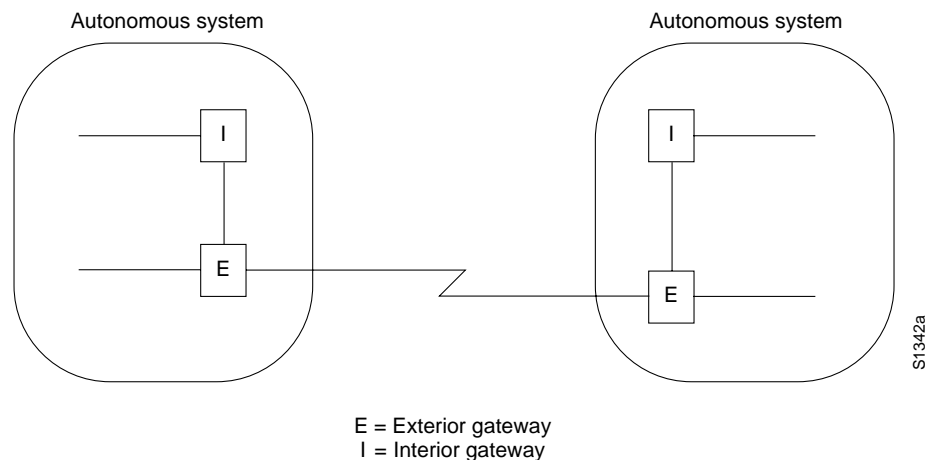 Autonomous system
Autonomous system
I
I
E
E
S1342a
E = Exterior gateway
I = Interior gateway